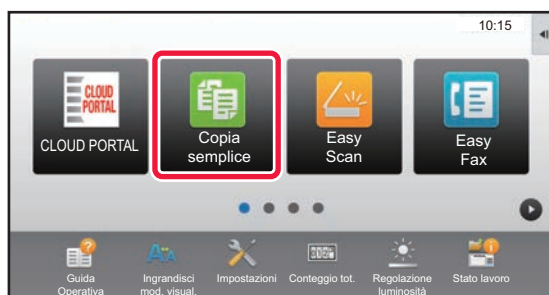 10:15
CLOUD
PORTAL
CLOUD PORTAL
Copia
semplice
Easy
Scan
Easy
Fax
Guida
Operativa
Ingrandisci
mod. visual.
Impostazioni
Conteggio tot.
Regolazione
luminosità
Stato lavoro